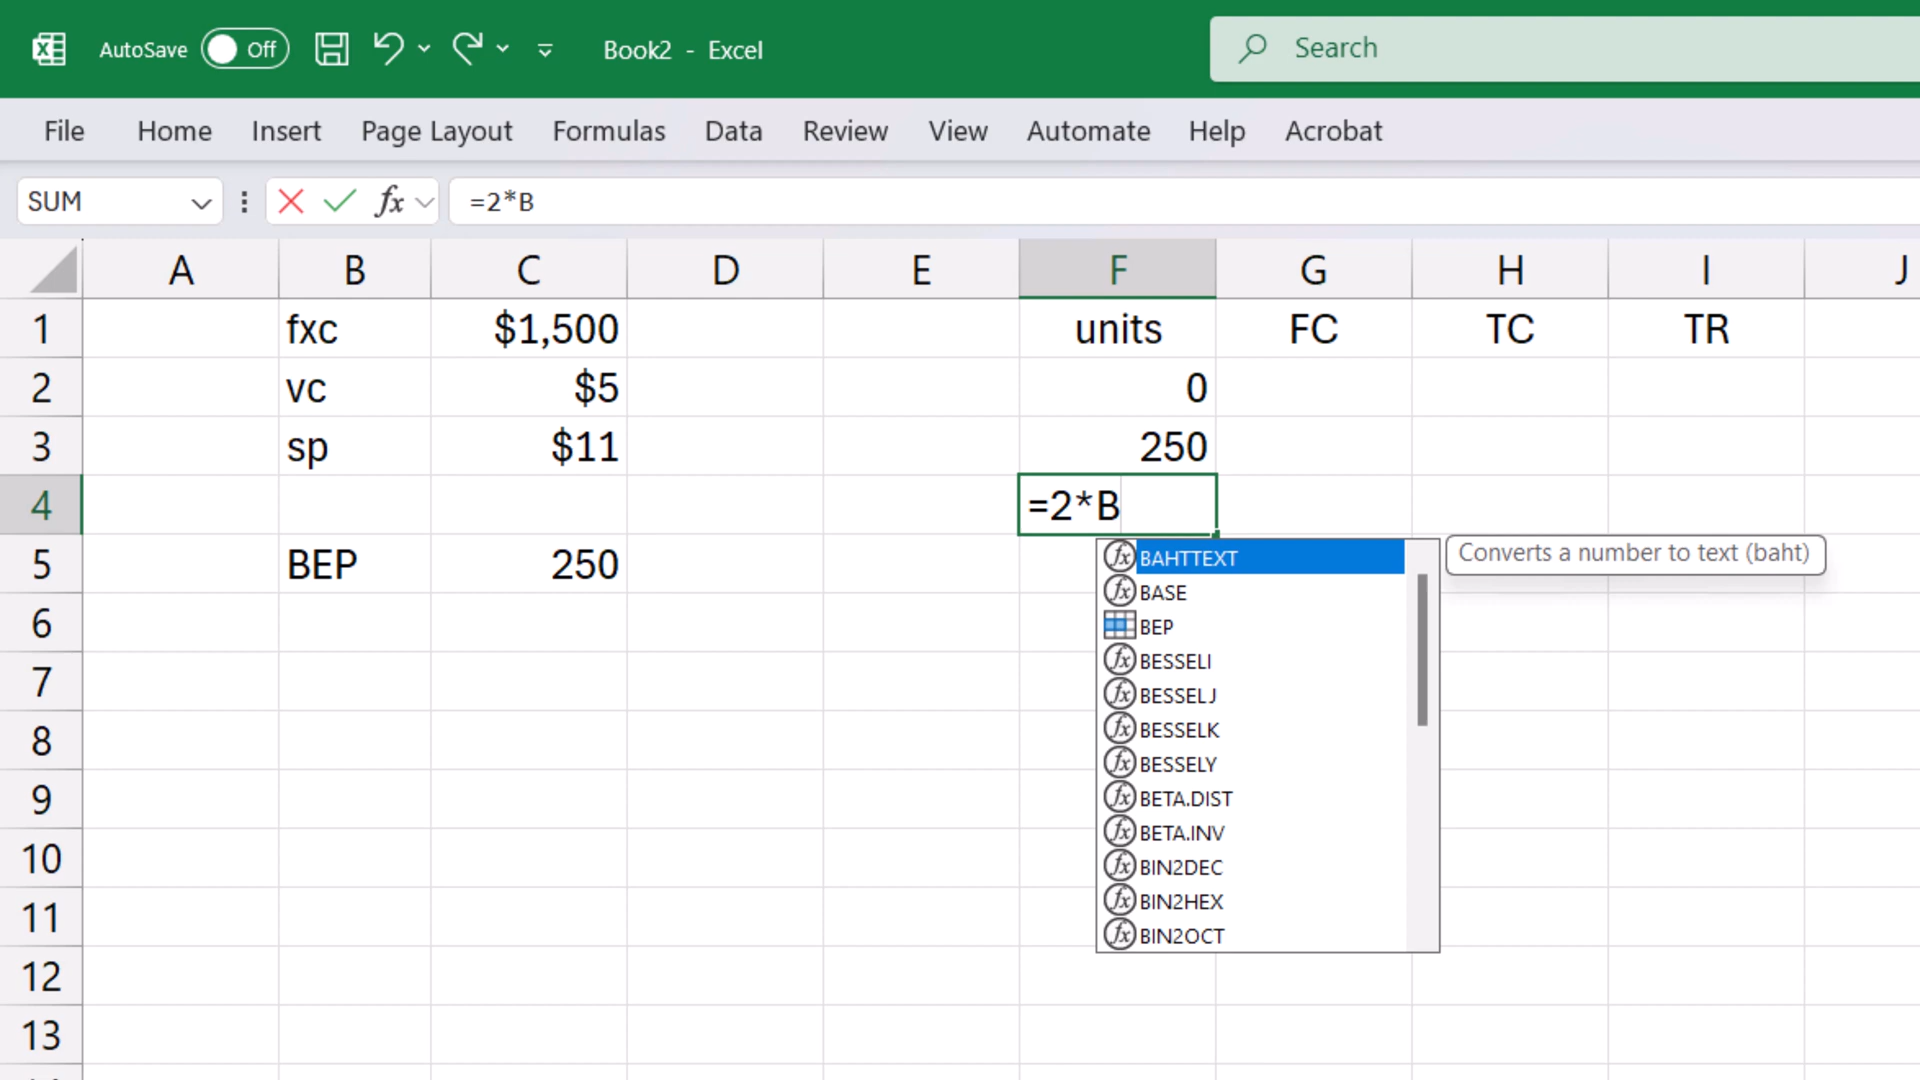 AutoSave Off Book2 - Excel Search
File Home Insert Page Layout Formulas Data Review View Automate Help Acrobat
SUM fx =2*B
A B C D E F G H I J
1 fxc $1,500 units FC TC TR
2 vc $5 0
3 sp $11 250
4 =2*B
5 BEP 250
BAHTTEXT Converts a number to text (baht)
BASE
6 BEP
BESSELI
7 BESSELJ
BESSELK
8 BESSELY
9 BETA.DIST
BETA.INV
10 BIN2DEC
11 BIN2HEX
BIN2OCT
12
13